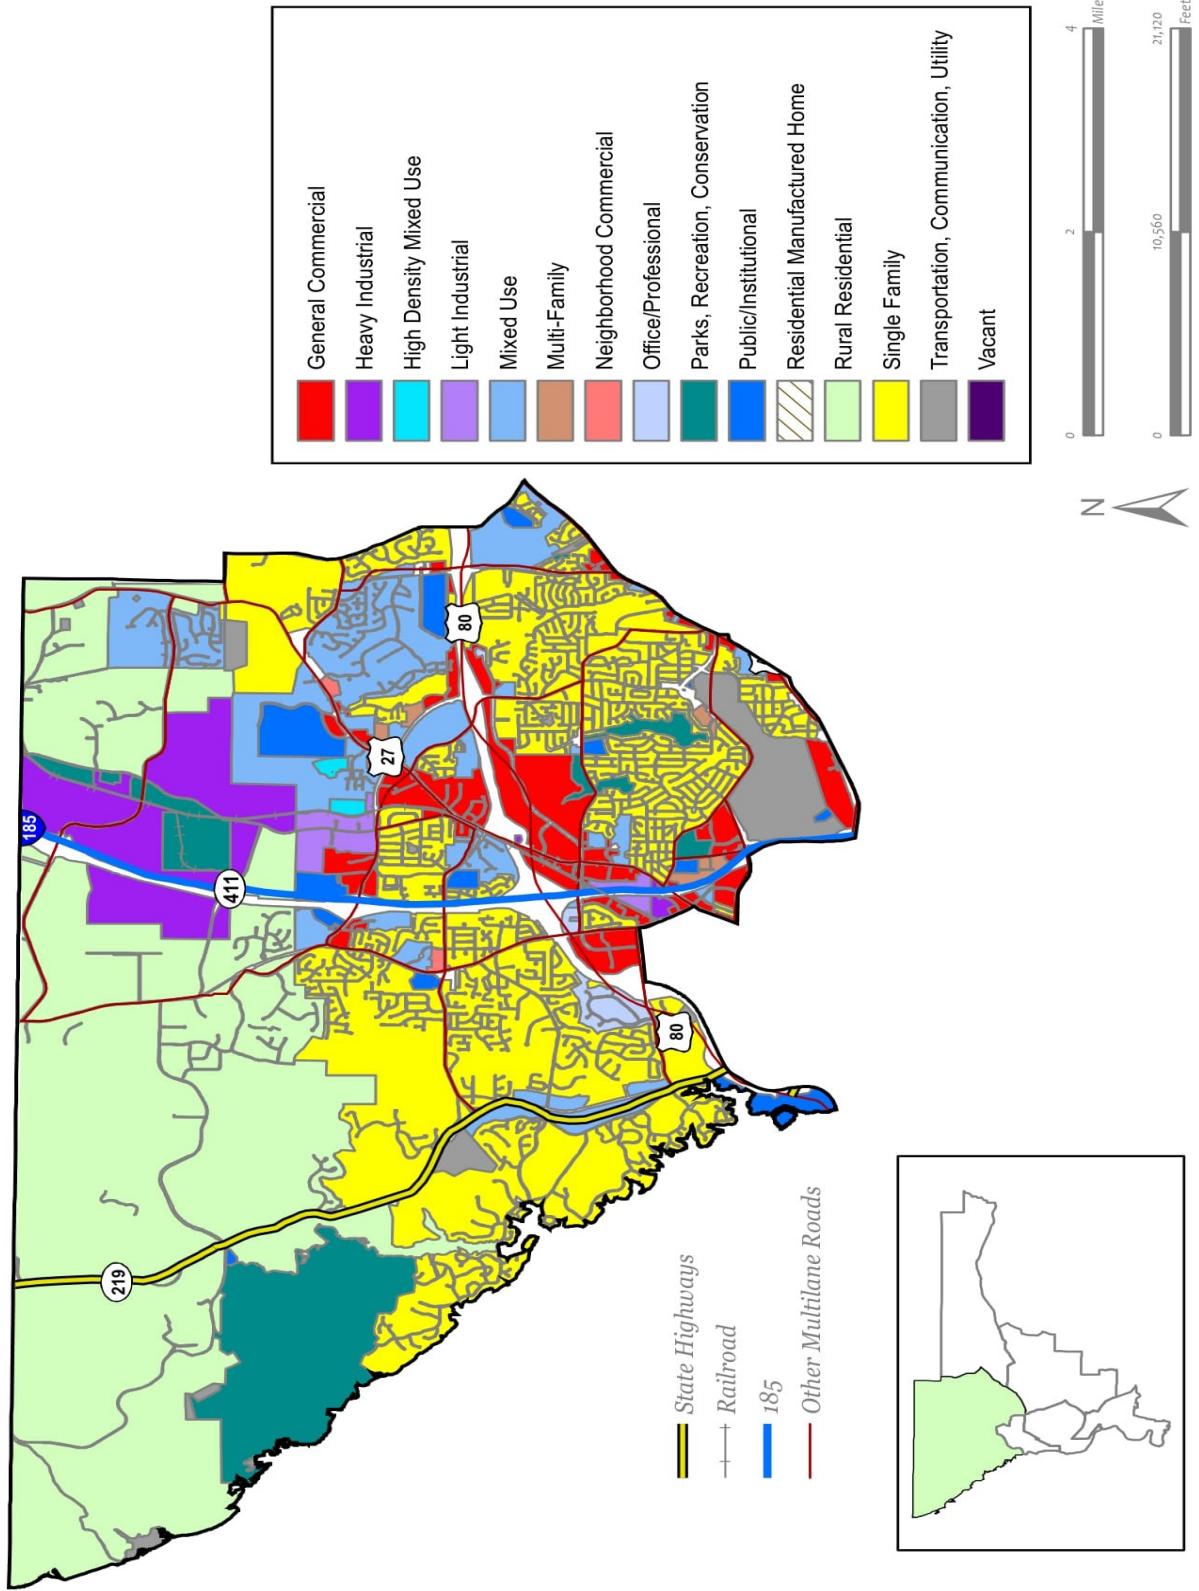 General Commercial
Heavy Industrial
High Density Mixed Use
Light Industrial
Mixed Use
Multi-Family
Neighborhood Commercial
Office/Professional
Parks, Recreation, Conservation
Public/Institutional
Residential Manufactured Home
Rural Residential
Single Family
Transportation, Communication, Utility
Vacant
0
2
4
Mile
0
10,560
21,120
Feet
N
185
411
219
27
80
80
State Highways
Railroad
185
Other Multilane Roads